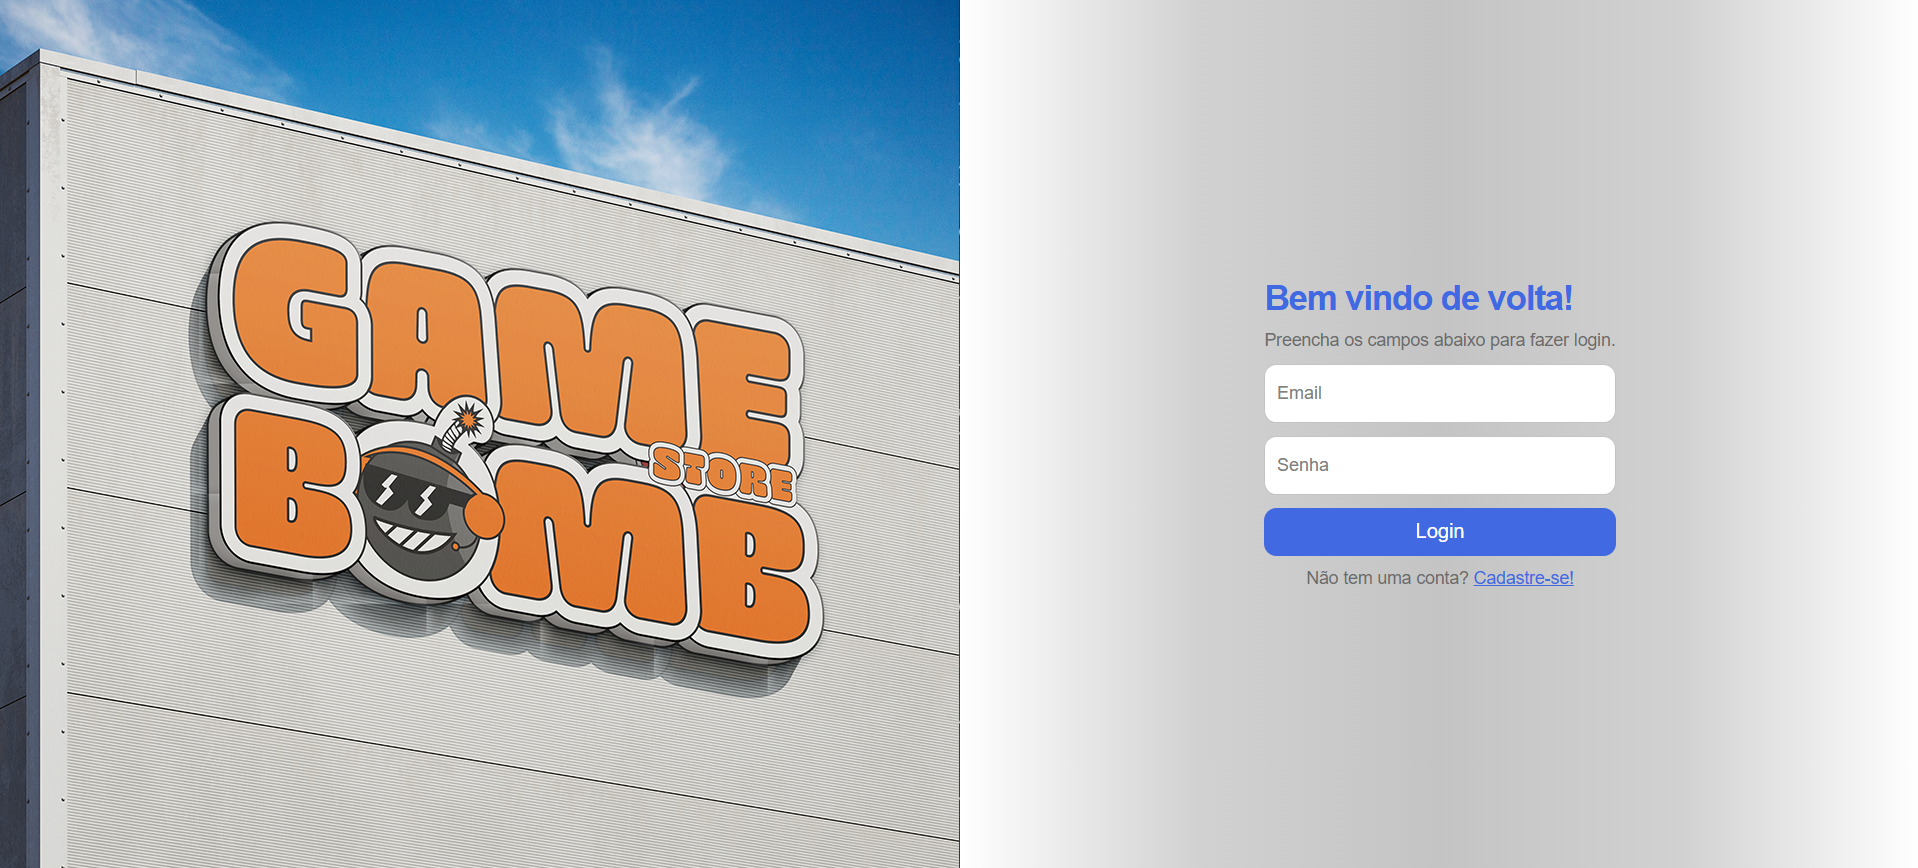 GAME
STORE
BOMB
Bem vindo de volta!
Preencha os campos abaixo para fazer login.
Email
Senha
Login
Não tem uma conta? Cadastre-se!